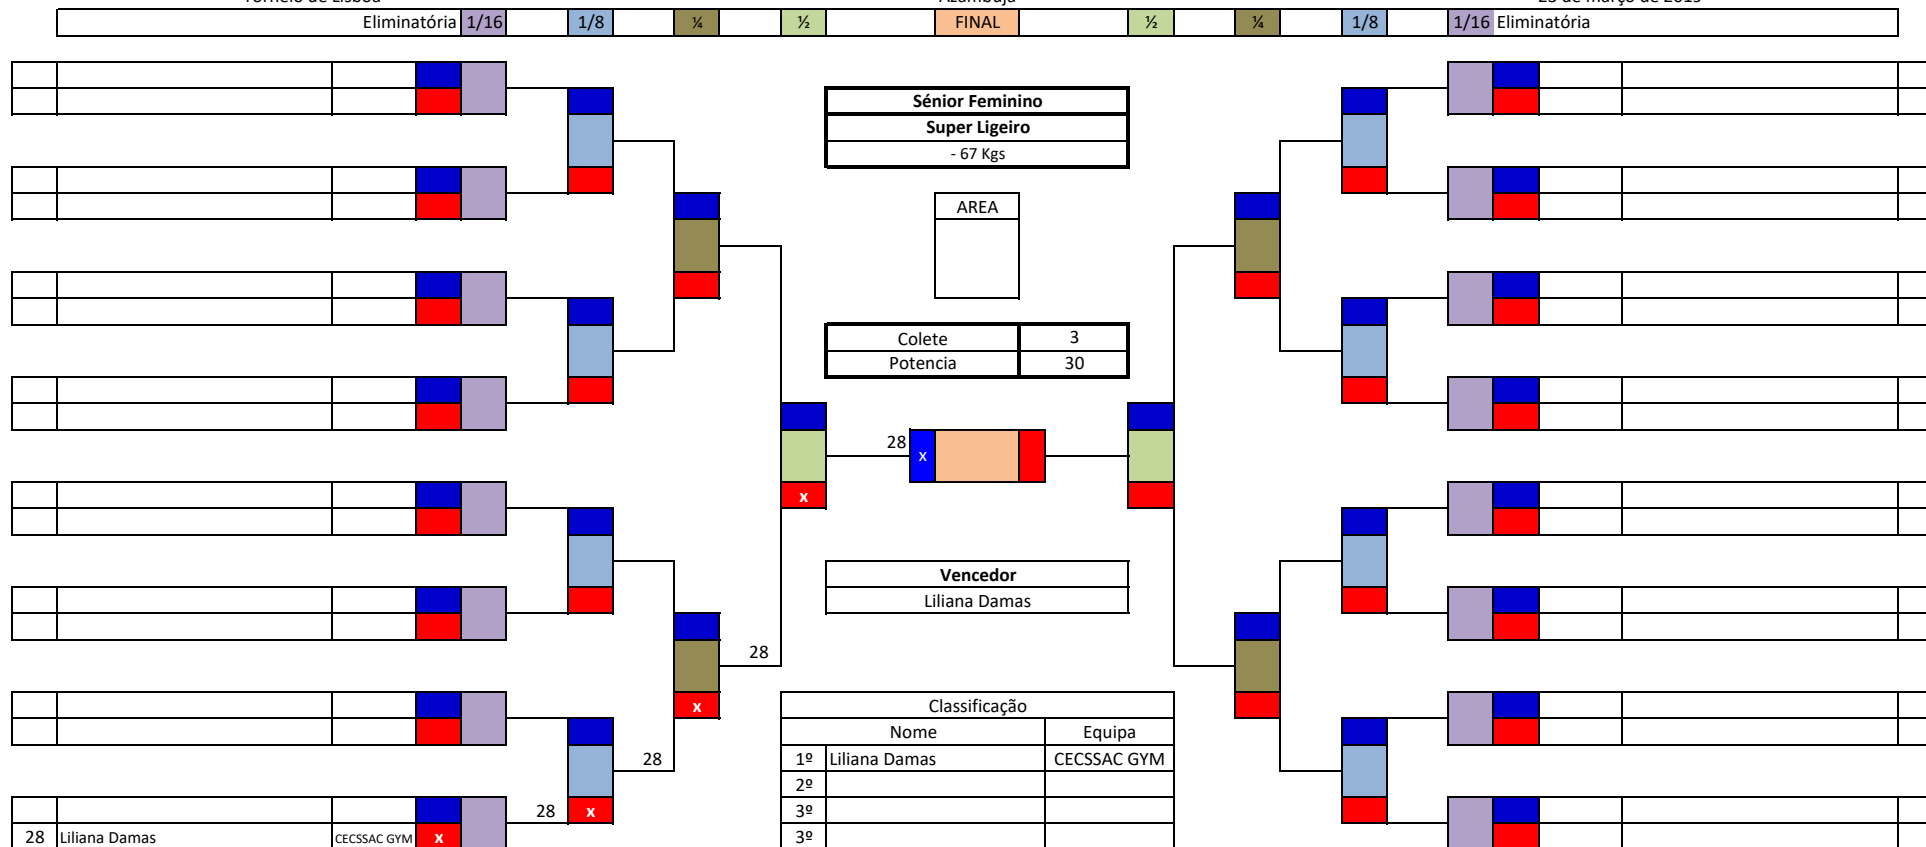 Eliminatória 1/16 1/8 ¼ ½ FINAL ½ ¼ 1/8 1/16 Eliminatória
Sénior Feminino
Super Ligeiro
- 67 Kgs
AREA
Colete 3
Potencia 30
28 x
x
Vencedor
Liliana Damas
28
x
Classificação
Nome Equipa
28
1º Liliana Damas CECSSAC GYM
2º
28 x
3º
28 Liliana Damas CECSSAC GYM x
3º